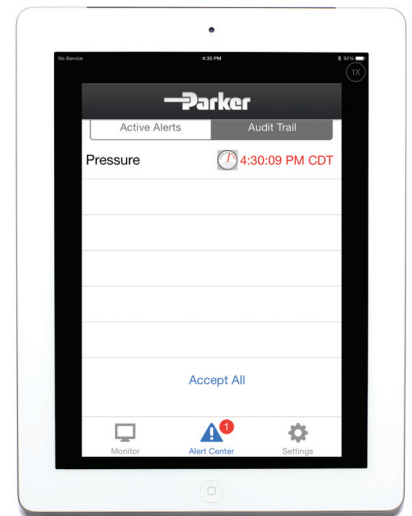 No Service 4:30 PM 92%
1X
Parker
Active Alerts Audit Trail
Pressure 4:30:09 PM CDT
Accept All
1
Monitor Alert Center Settings